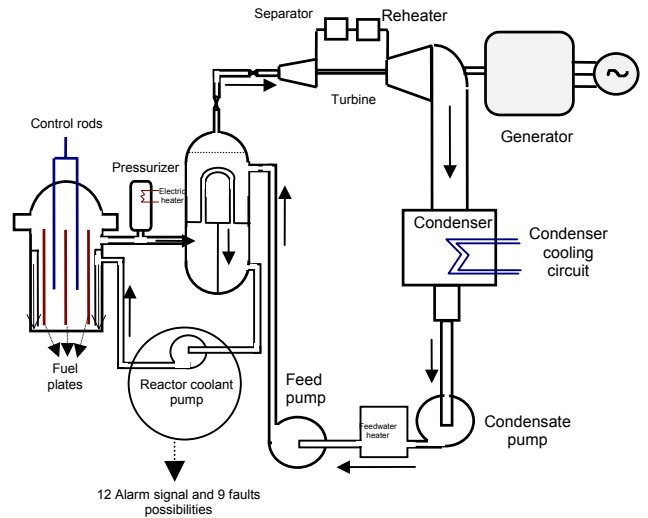 Separator
Reheater
Turbine
Generator
Control rods
Pressurizer
Electric
heater
Condenser
Condenser
cooling
circuit
Fuel
plates
Reactor coolant
pump
Feed
pump
Feedwater
heater
Condensate
pump
12 Alarm signal and 9 faults
possibilities